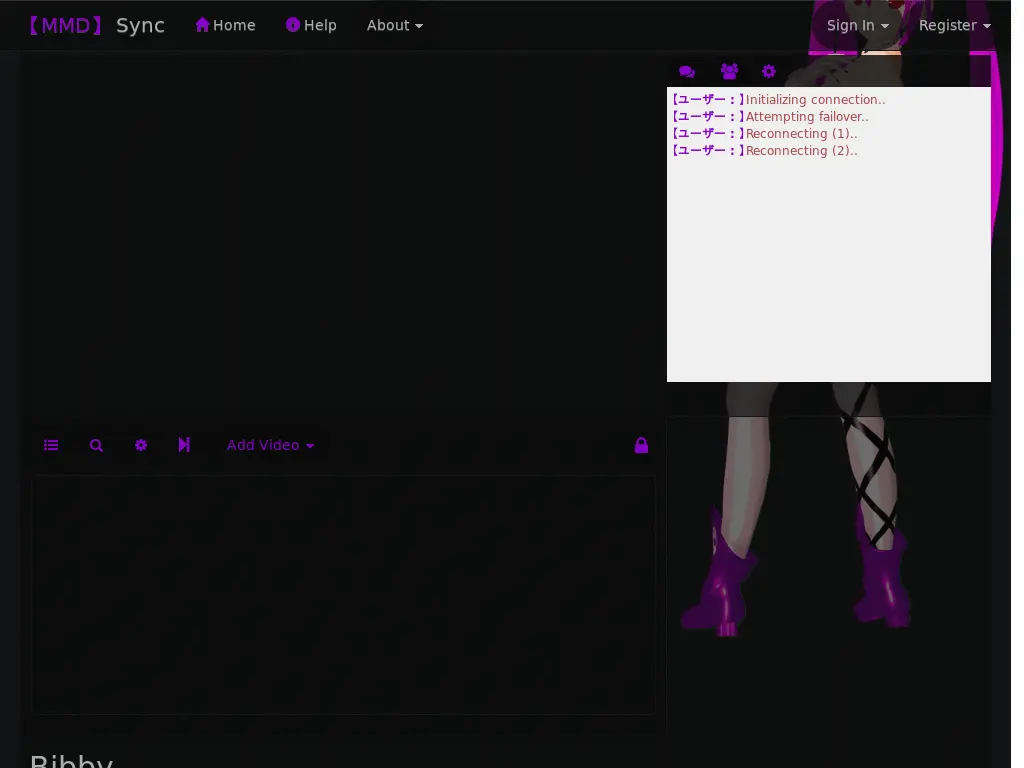 【MMD】 Sync Home Help About Sign In Register
【ユーザー：】Initializing connection..
【ユーザー：】Attempting failover..
【ユーザー：】Reconnecting (1)..
【ユーザー：】Reconnecting (2)..
Add Video
Bibby